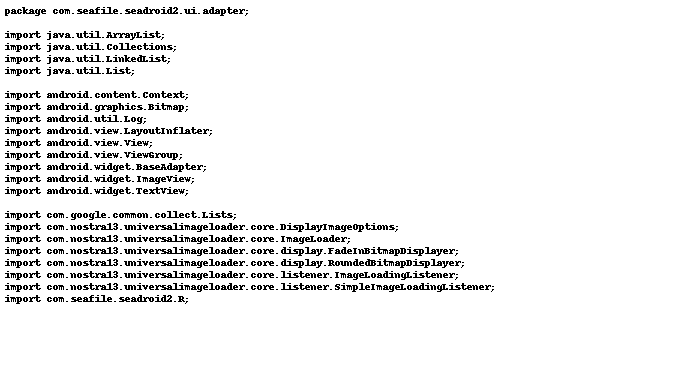 package com.seafile.seadroid2.ui.adapter;

import java.util.ArrayList;
import java.util.Collections;
import java.util.LinkedList;
import java.util.List;

import android.content.Context;
import android.graphics.Bitmap;
import android.util.Log;
import android.view.LayoutInflater;
import android.view.View;
import android.view.ViewGroup;
import android.widget.BaseAdapter;
import android.widget.ImageView;
import android.widget.TextView;

import com.google.common.collect.Lists;
import com.nostra13.universalimageloader.core.DisplayImageOptions;
import com.nostra13.universalimageloader.core.ImageLoader;
import com.nostra13.universalimageloader.core.display.FadeInBitmapDisplayer;
import com.nostra13.universalimageloader.core.display.RoundedBitmapDisplayer;
import com.nostra13.universalimageloader.core.listener.ImageLoadingListener;
import com.nostra13.universalimageloader.core.listener.SimpleImageLoadingListener;
import com.seafile.seadroid2.R;